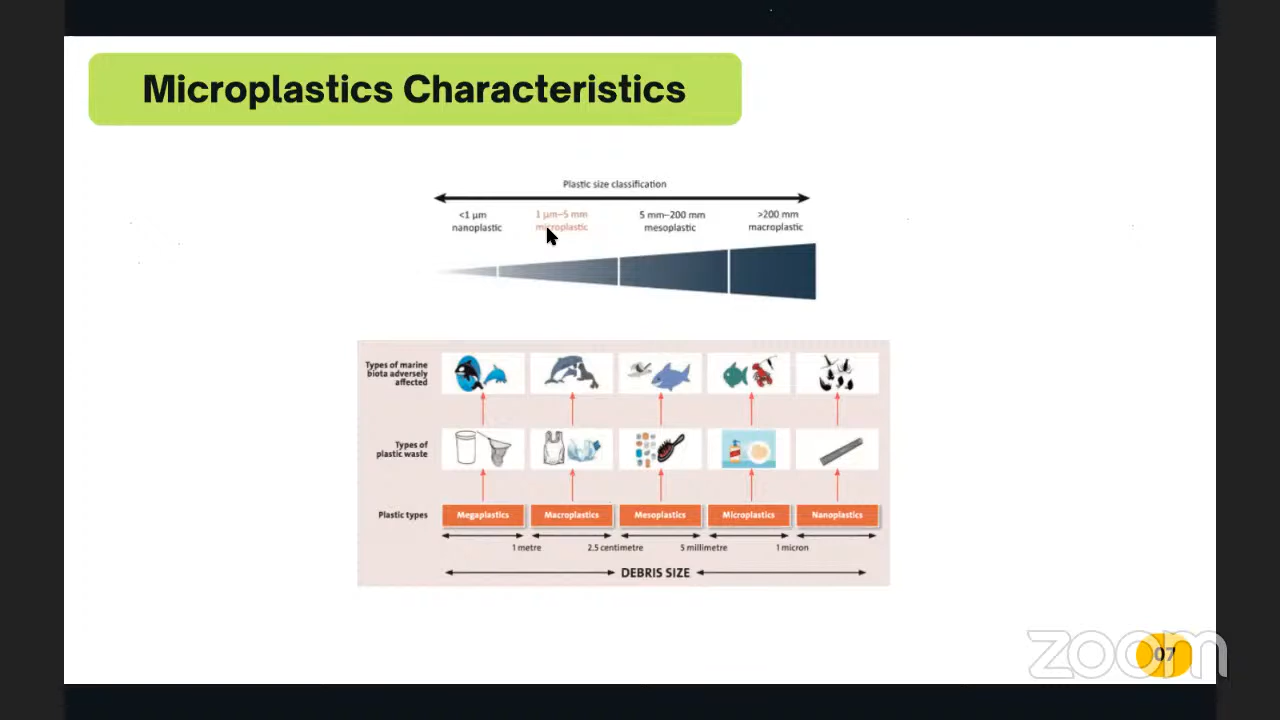 Microplastics Characteristics
Plastic size classification
<1 µm
nanoplastic
1 µm–5 mm
microplastic
5 mm–200 mm
mesoplastic
>200 mm
macroplastic
Types of marine
biota adversely
affected
Types of
plastic waste
Plastic types
Megaplastics
Macroplastics
Mesoplastics
Microplastics
Nanoplastics
1 metre
2.5 centimetre
5 millimetre
1 micron
DEBRIS SIZE
zoom
07